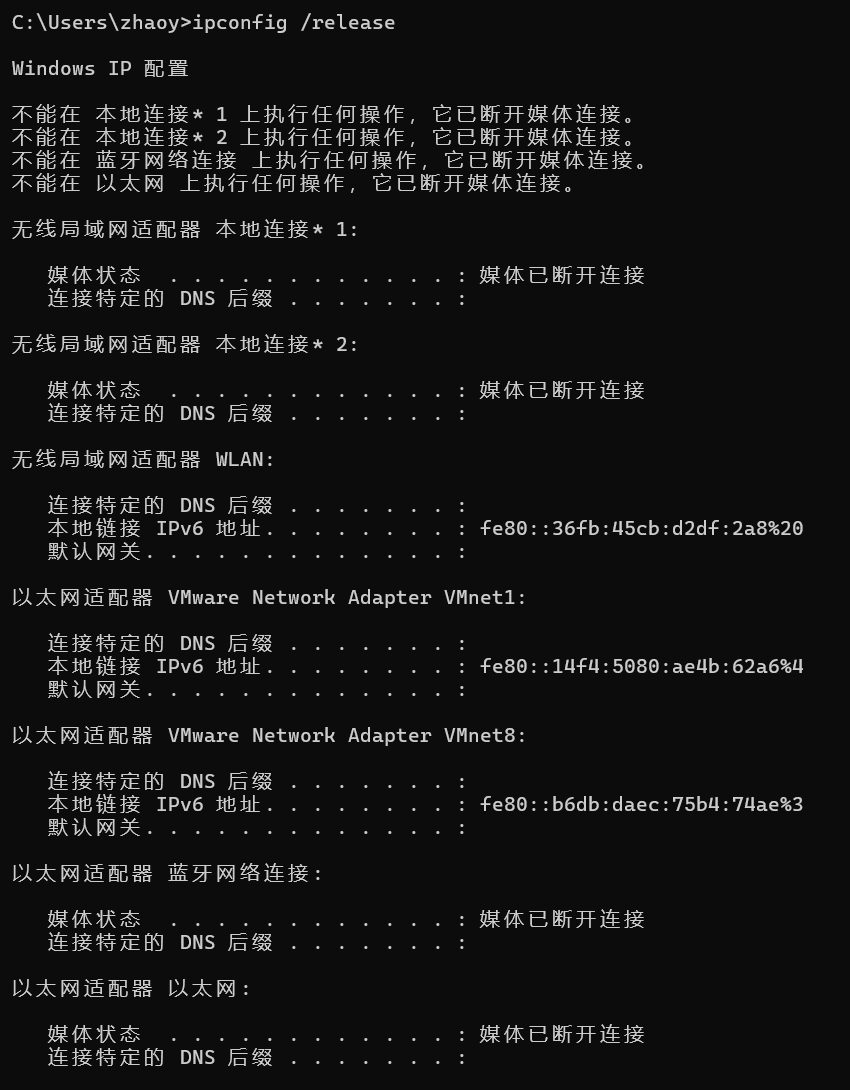 C:\Users\zhaoy>ipconfig /release
Windows IP 配置
不能在 本地连接* 1 上执行任何操作，它已断开媒体连接。
不能在 本地连接* 2 上执行任何操作，它已断开媒体连接。
不能在 蓝牙网络连接 上执行任何操作，它已断开媒体连接。
不能在 以太网 上执行任何操作，它已断开媒体连接。
无线局域网适配器 本地连接* 1:
   媒体状态  . . . . . . . . . . . . : 媒体已断开连接
   连接特定的 DNS 后缀 . . . . . . . :
无线局域网适配器 本地连接* 2:
   媒体状态  . . . . . . . . . . . . : 媒体已断开连接
   连接特定的 DNS 后缀 . . . . . . . :
无线局域网适配器 WLAN:
   连接特定的 DNS 后缀 . . . . . . . :
   本地链接 IPv6 地址. . . . . . . . : fe80::36fb:45cb:d2df:2a8%20
   默认网关. . . . . . . . . . . . . :
以太网适配器 VMware Network Adapter VMnet1:
   连接特定的 DNS 后缀 . . . . . . . :
   本地链接 IPv6 地址. . . . . . . . : fe80::14f4:5080:ae4b:62a6%4
   默认网关. . . . . . . . . . . . . :
以太网适配器 VMware Network Adapter VMnet8:
   连接特定的 DNS 后缀 . . . . . . . :
   本地链接 IPv6 地址. . . . . . . . : fe80::b6db:daec:75b4:74ae%3
   默认网关. . . . . . . . . . . . . :
以太网适配器 蓝牙网络连接:
   媒体状态  . . . . . . . . . . . . : 媒体已断开连接
   连接特定的 DNS 后缀 . . . . . . . :
以太网适配器 以太网:
   媒体状态  . . . . . . . . . . . . : 媒体已断开连接
   连接特定的 DNS 后缀 . . . . . . . :